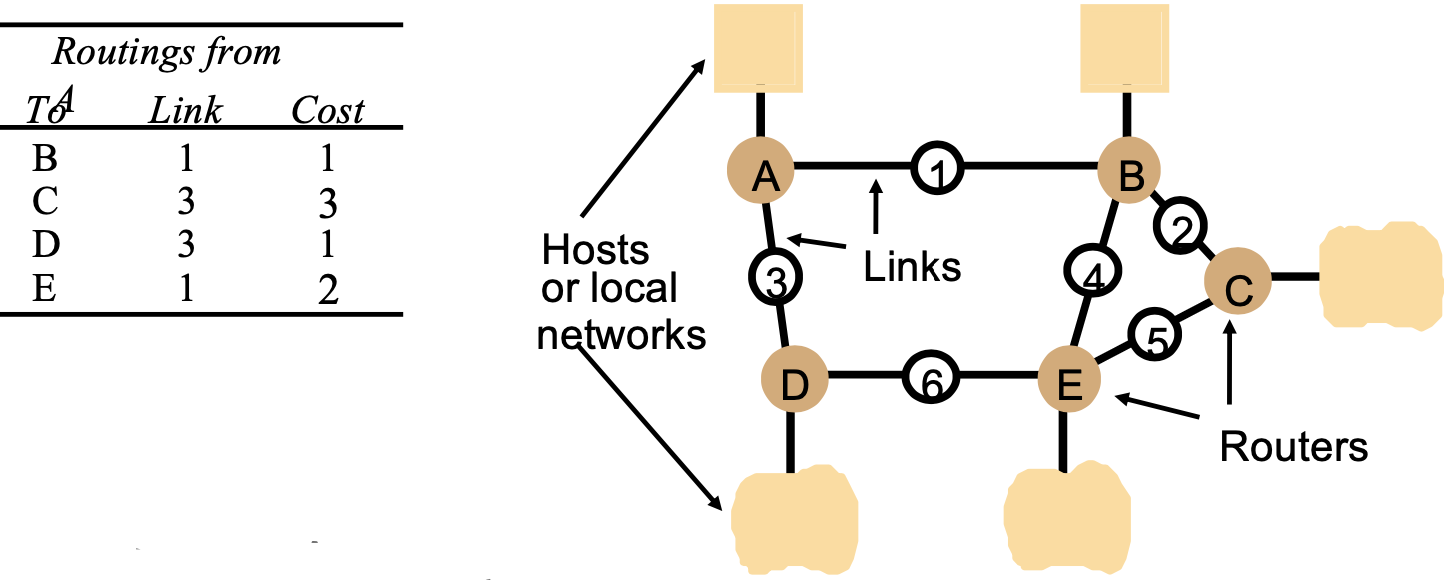 Routings from A
To Link Cost
B 1 1
C 3 3
D 3 1
E 1 2
A
1
B
2
Hosts
or local
networks
Links
3
4
C
5
D
6
E
Routers